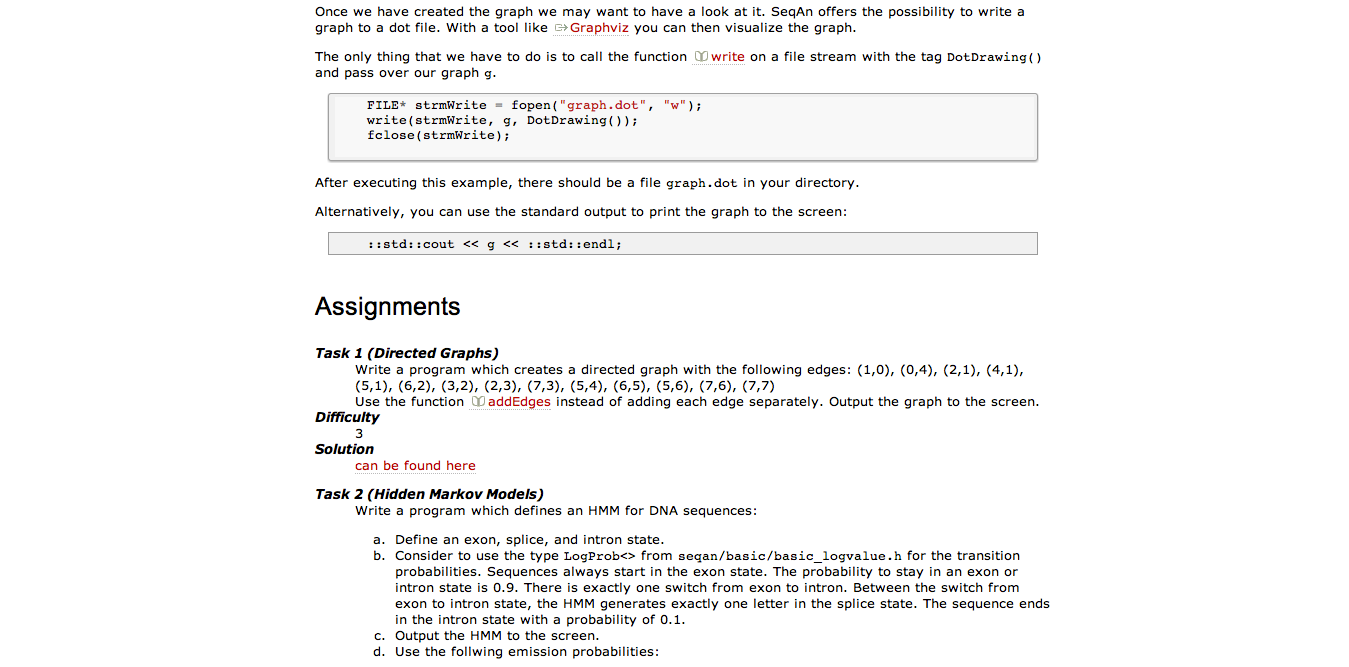 Once we have created the graph we may want to have a look at it. SeqAn offers the possibility to write a
graph to a dot file. With a tool like Graphviz you can then visualize the graph.
The only thing that we have to do is to call the function write on a file stream with the tag DotDrawing()
and pass over our graph g.
FILE* strmWrite = fopen("graph.dot", "w");
write(strmWrite, g, DotDrawing());
fclose(strmWrite);
After executing this example, there should be a file graph.dot in your directory.
Alternatively, you can use the standard output to print the graph to the screen:
::std::cout << g << ::std::endl;
Assignments
Task 1 (Directed Graphs)
Write a program which creates a directed graph with the following edges: (1,0), (0,4), (2,1), (4,1),
(5,1), (6,2), (3,2), (2,3), (7,3), (5,4), (6,5), (5,6), (7,6), (7,7)
Use the function addEdges instead of adding each edge separately. Output the graph to the screen.
Difficulty
3
Solution
can be found here
Task 2 (Hidden Markov Models)
Write a program which defines an HMM for DNA sequences:
a. Define an exon, splice, and intron state.
b. Consider to use the type LogProb<> from seqan/basic/basic_logvalue.h for the transition
probabilities. Sequences always start in the exon state. The probability to stay in an exon or
intron state is 0.9. There is exactly one switch from exon to intron. Between the switch from
exon to intron state, the HMM generates exactly one letter in the splice state. The sequence ends
in the intron state with a probability of 0.1.
c. Output the HMM to the screen.
d. Use the follwing emission probabilities: